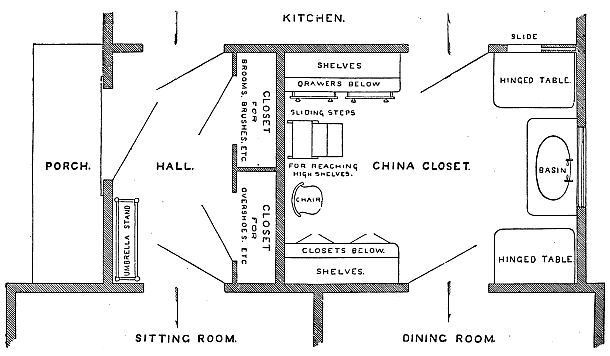 KITCHEN.
SLIDE
SHELVES
DRAWERS BELOW
HINGED TABLE.
CLOSET
FOR
BROOMS, BRUSHES, ETC.
SLIDING STEPS
PORCH.
HALL.
FOR REACHING
HIGH SHELVES.
CHINA CLOSET.
BASIN
CHAIR
UMBRELLA STAND
CLOSET
FOR
OVERSHOES, ETC
CLOSETS BELOW.
SHELVES.
HINGED TABLE
SITTING ROOM.
DINING ROOM.